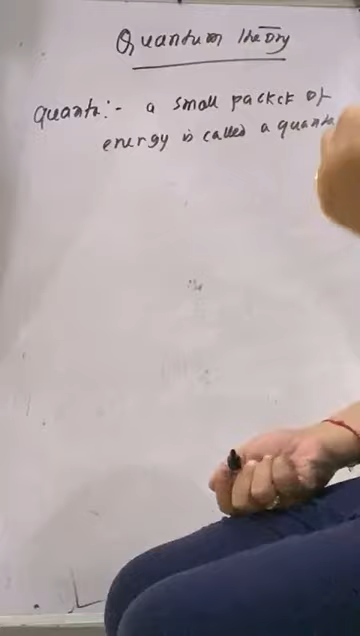 Quantum theory
Quanta:- a small packet of
energy is called a quanta